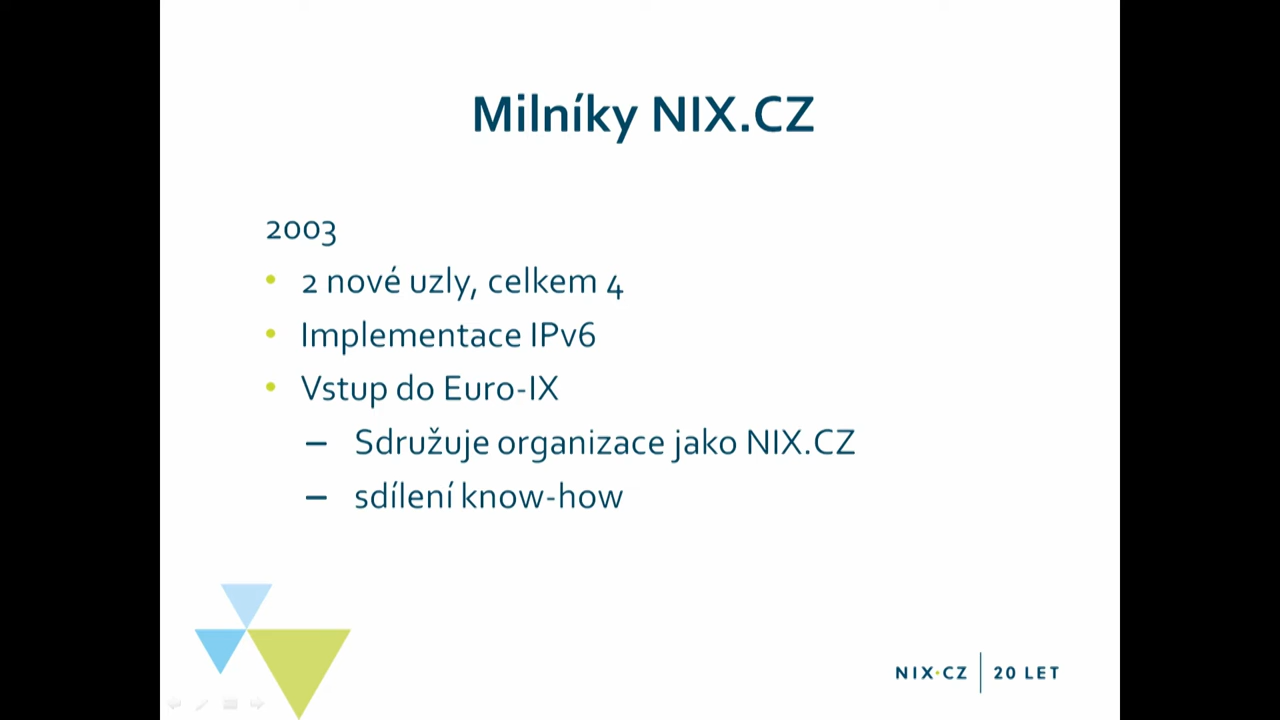 Milníky NIX.CZ
2003
• 2 nové uzly, celkem 4
• Implementace IPv6
• Vstup do Euro-IX
– Sdružuje organizace jako NIX.CZ
– sdílení know-how
NIX·CZ | 20 LET